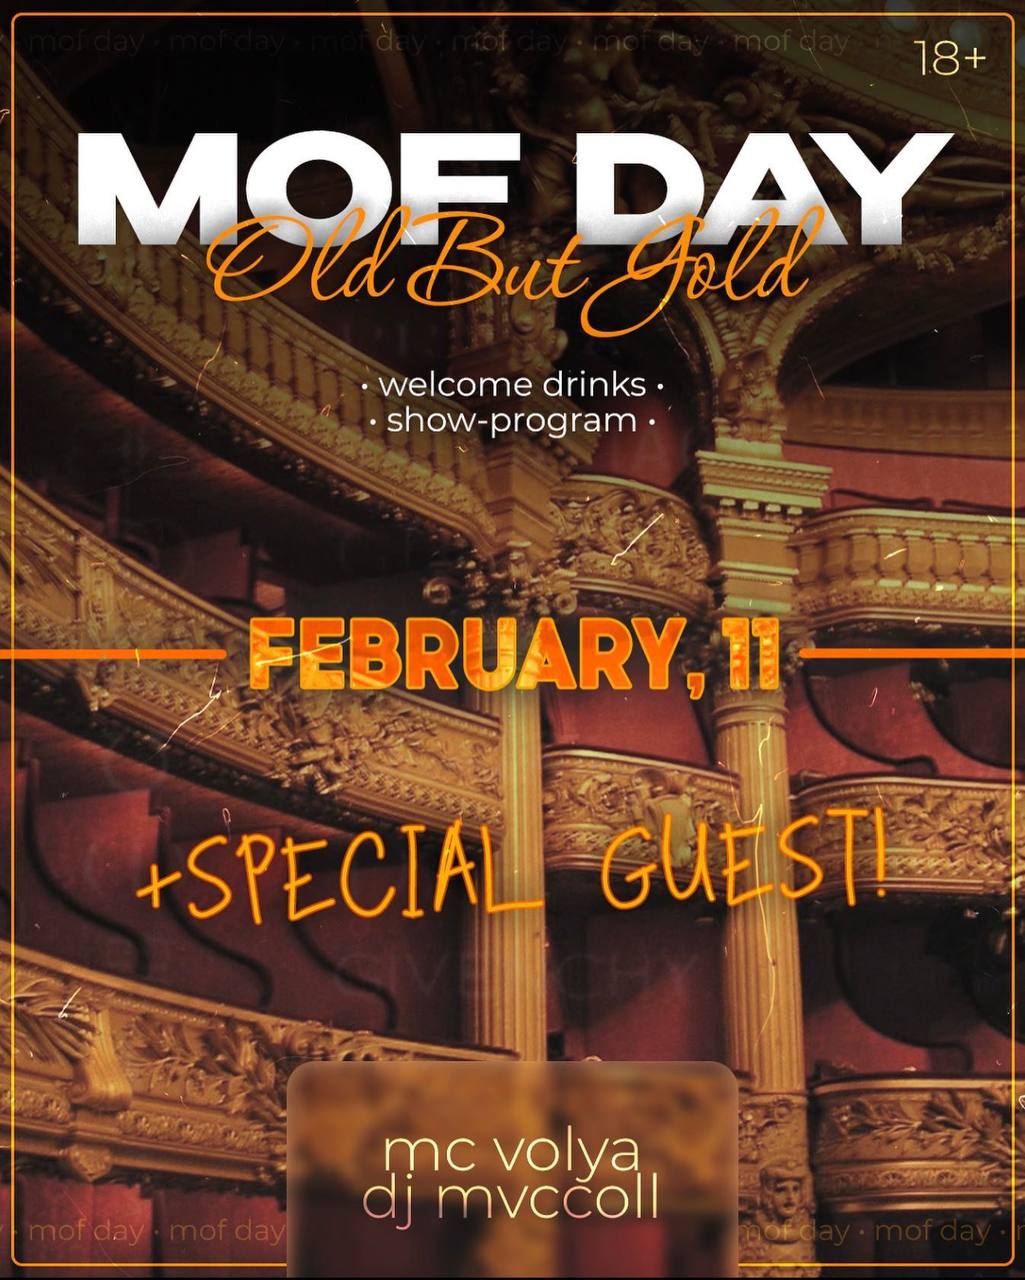 mof day · mof day · mof day · mof day · mof day · mof day ·
18+
MOF DAY
Old But Gold
· welcome drinks ·
· show-program ·
FEBRUARY, 11
+SPECIAL GUEST!
GIVENCHY
mc volya
dj mvccoll
· mof day · mof day mof day · mof day ·